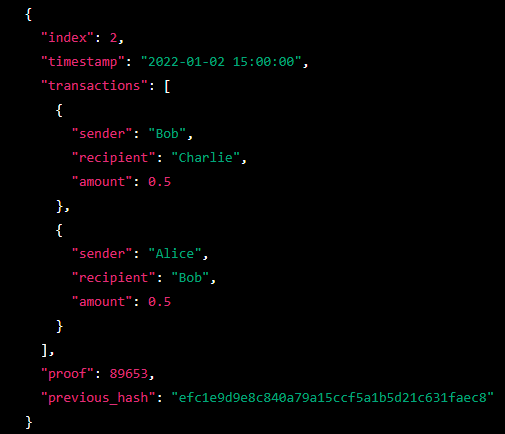 {
"index": 2,
"timestamp": "2022-01-02 15:00:00",
"transactions": [
{
"sender": "Bob",
"recipient": "Charlie",
"amount": 0.5
},
{
"sender": "Alice",
"recipient": "Bob",
"amount": 0.5
}
],
"proof": 89653,
"previous_hash": "efc1e9d9e8c840a79a15ccf5a1b5d21c631faec8"
}